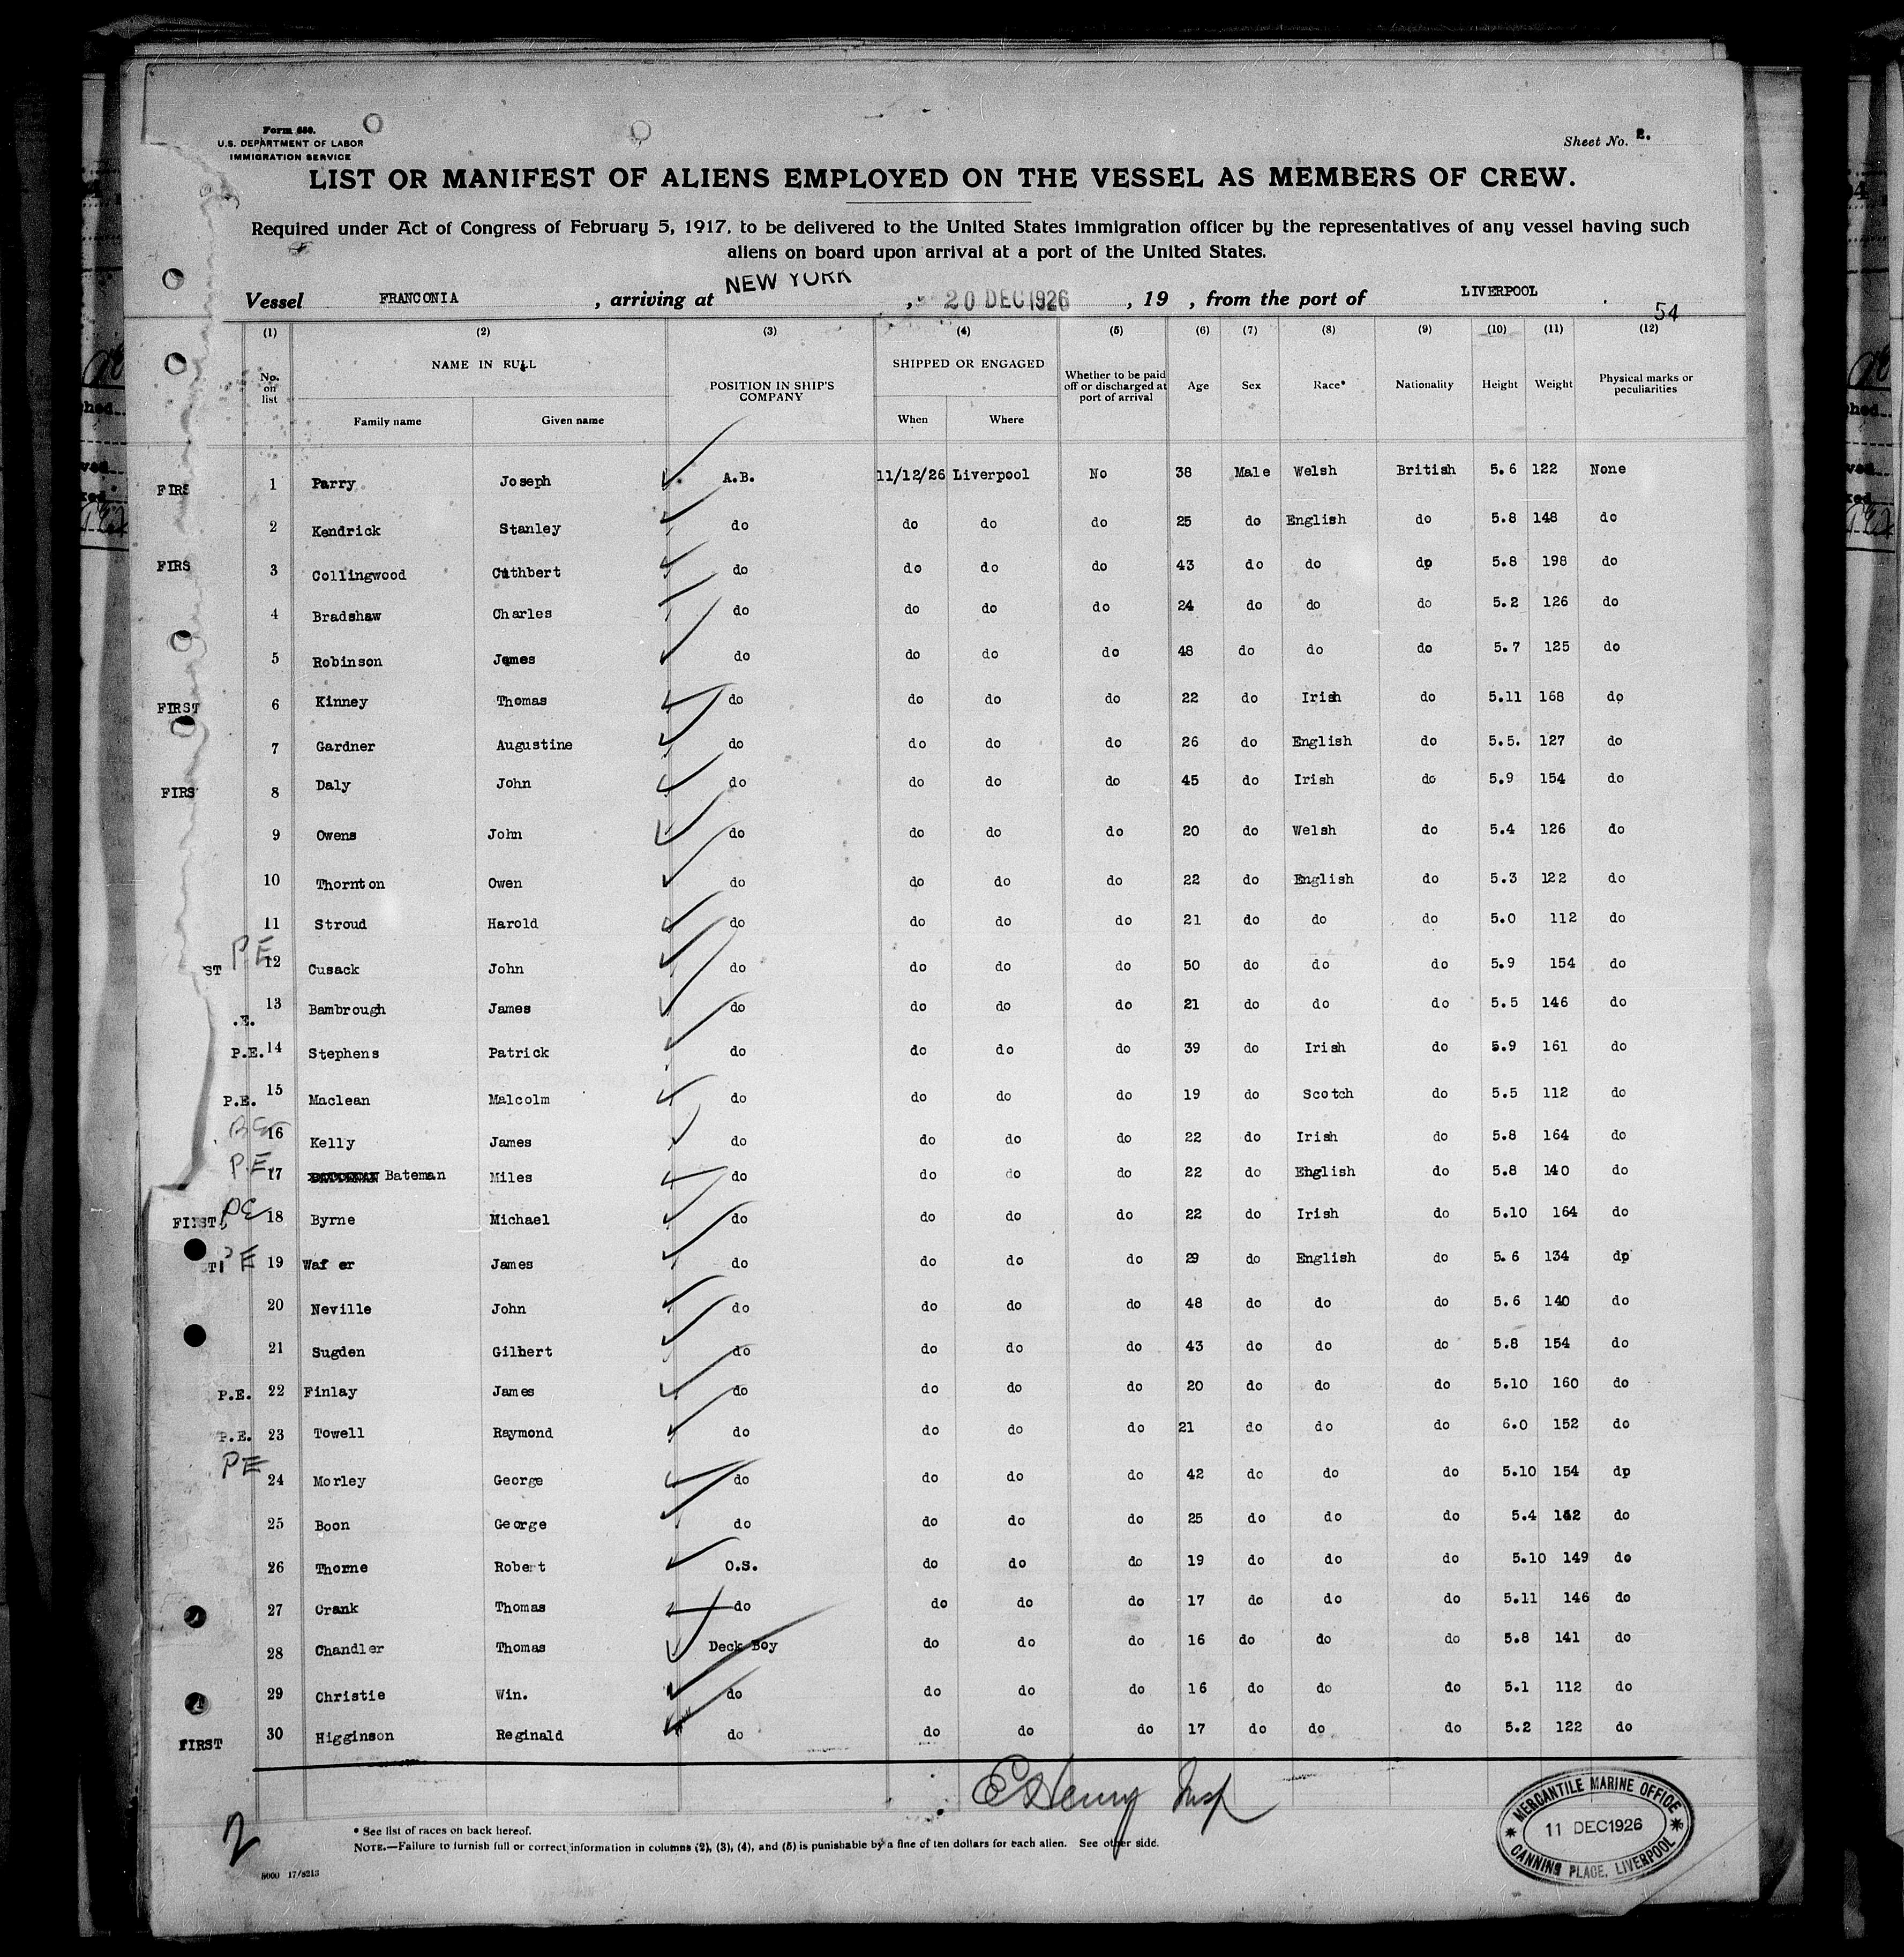 Form 680.
U.S. DEPARTMENT OF LABOR
IMMIGRATION SERVICE
Sheet No. 2.
LIST OR MANIFEST OF ALIENS EMPLOYED ON THE VESSEL AS MEMBERS OF CREW.
Required under Act of Congress of February 5, 1917, to be delivered to the United States immigration officer by the representatives of any vessel having such
aliens on board upon arrival at a port of the United States.
Vessel FRANCONIA , arriving at NEW YORK , 20 DEC 1926 , 19 , from the port of LIVERPOOL .
54
(1) (2) (3) (4) (5) (6) (7) (8) (9) (10) (11) (12)
No. on list NAME IN FULL Family name Given name POSITION IN SHIP'S COMPANY SHIPPED OR ENGAGED When Where Whether to be paid off or discharged at port of arrival Age Sex Race* Nationality Height Weight Physical marks or peculiarities
FIRS 1 Parry Joseph A.B. 11/12/26 Liverpool No 38 Male Welsh British 5.6 122 None
2 Kendrick Stanley do do do do 25 do English do 5.8 148 do
FIRS 3 Collingwood Cuthbert do do do do 43 do do do 5.8 198 do
4 Bradshaw Charles do do do do 24 do do do 5.2 126 do
5 Robinson James do do do do 48 do do do 5.7 125 do
FIRST 6 Kinney Thomas do do do do 22 do Irish do 5.11 168 do
7 Gardner Augustine do do do do 26 do English do 5.5. 127 do
FIRS 8 Daly John do do do do 45 do Irish do 5.9 154 do
9 Owens John do do do do 20 do Welsh do 5.4 126 do
10 Thornton Owen do do do do 22 do English do 5.3 122 do
11 Stroud Harold do do do do 21 do do do 5.0 112 do
ST PE 12 Cusack John do do do do 50 do do do 5.9 154 do
.E. 13 Bambrough James do do do do 21 do do do 5.5 146 do
P.E. 14 Stephens Patrick do do do do 39 do Irish do 5.9 161 do
P.E. 15 Maclean Malcolm do do do do 19 do Scotch do 5.5 112 do
16 Kelly James do do do do 22 do Irish do 5.8 164 do
P.E 17 Bateman Miles do do do do 22 do English do 5.8 140 do
FIRST PE 18 Byrne Michael do do do do 22 do Irish do 5.10 164 do
ST PE 19 Waf er James do do do do 29 do English do 5.6 134 do
20 Neville John do do do do 48 do do do 5.6 140 do
21 Sugden Gilbert do do do do 43 do do do 5.8 154 do
P.E. 22 Finlay James do do do do 20 do do do 5.10 160 do
P.E. 23 Towell Raymond do do do do 21 do do do 6.0 152 do
PE 24 Morley George do do do do 42 do do do 5.10 154 do
25 Boon George do do do do 25 do do do 5.4 do
26 Thorne Robert O.S. do do do 19 do do do 5.10 149 do
27 Crank Thomas do do do do 17 do do do 5.11 146 do
28 Chandler Thomas Deck Boy do do do 16 do do do 5.8 141 do
29 Christie Win. do do do do 16 do do do 5.1 112 do
FIRST 30 Higginson Reginald do do do do 17 do do do 5.2 122 do
E Henry Insp
2
* See list of races on back hereof.
NOTE.—Failure to furnish full or correct information in columns (2), (3), (4), and (5) is punishable by a fine of ten dollars for each alien. See other side.
5000 17/8213
MERCANTILE MARINE OFFICE
11 DEC 1926
CANNING PLACE, LIVERPOOL